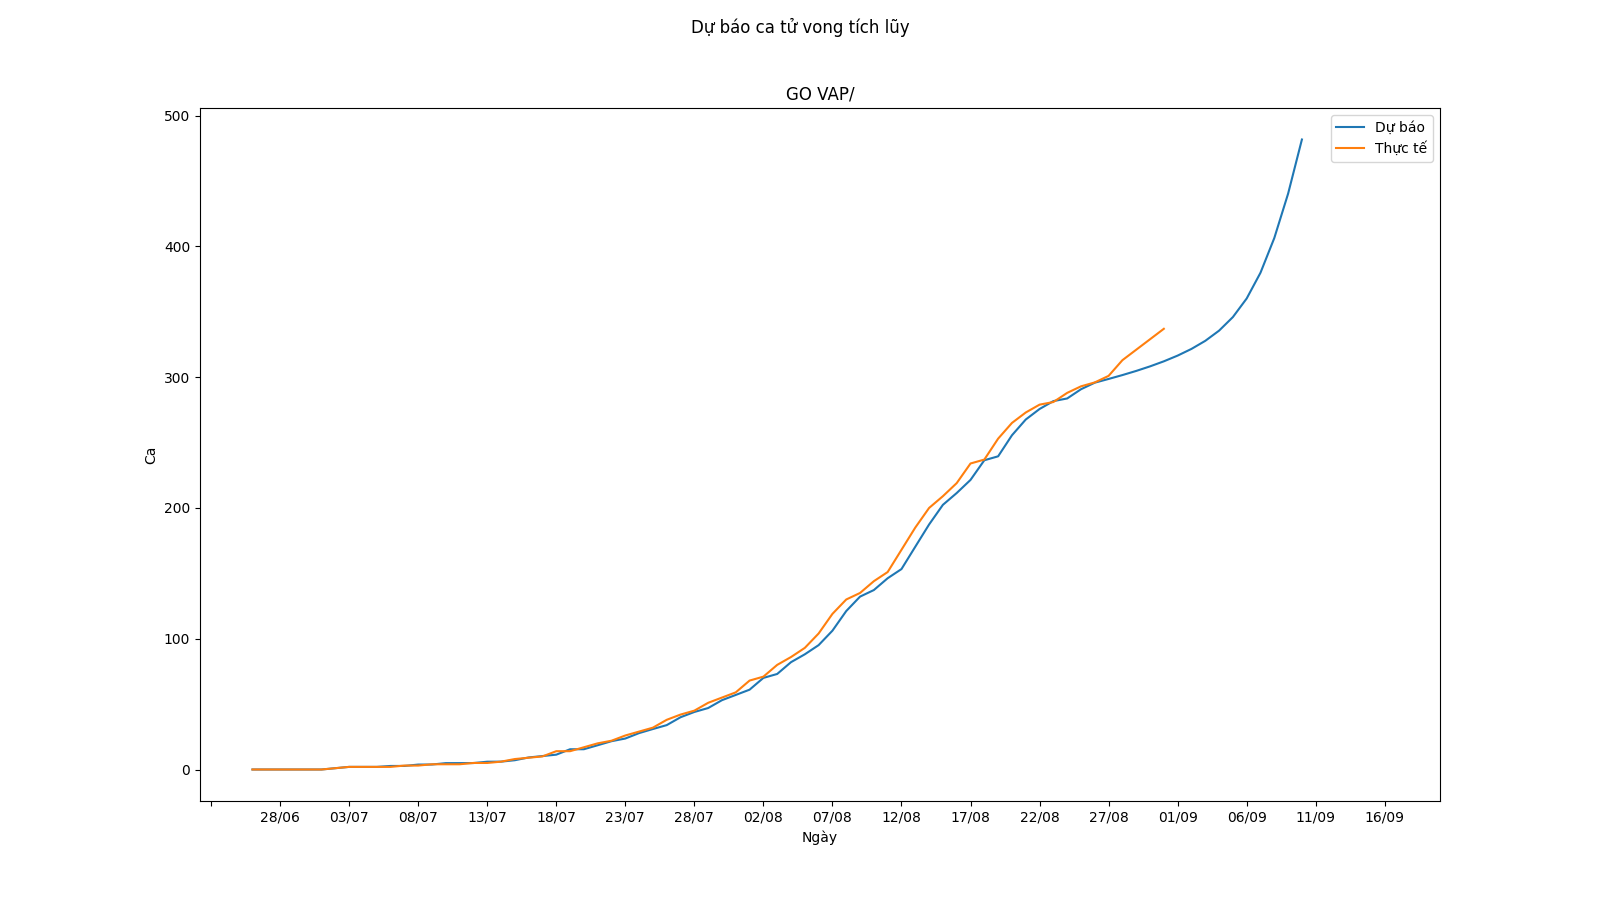 Dự báo ca tử vong tích lũy
GO VAP/
500
400
300
200
100
0
Ca
Dự báo
Thực tế
28/06 03/07 08/07 13/07 18/07 23/07 28/07 02/08 07/08 12/08 17/08 22/08 27/08 01/09 06/09 11/09 16/09
Ngày